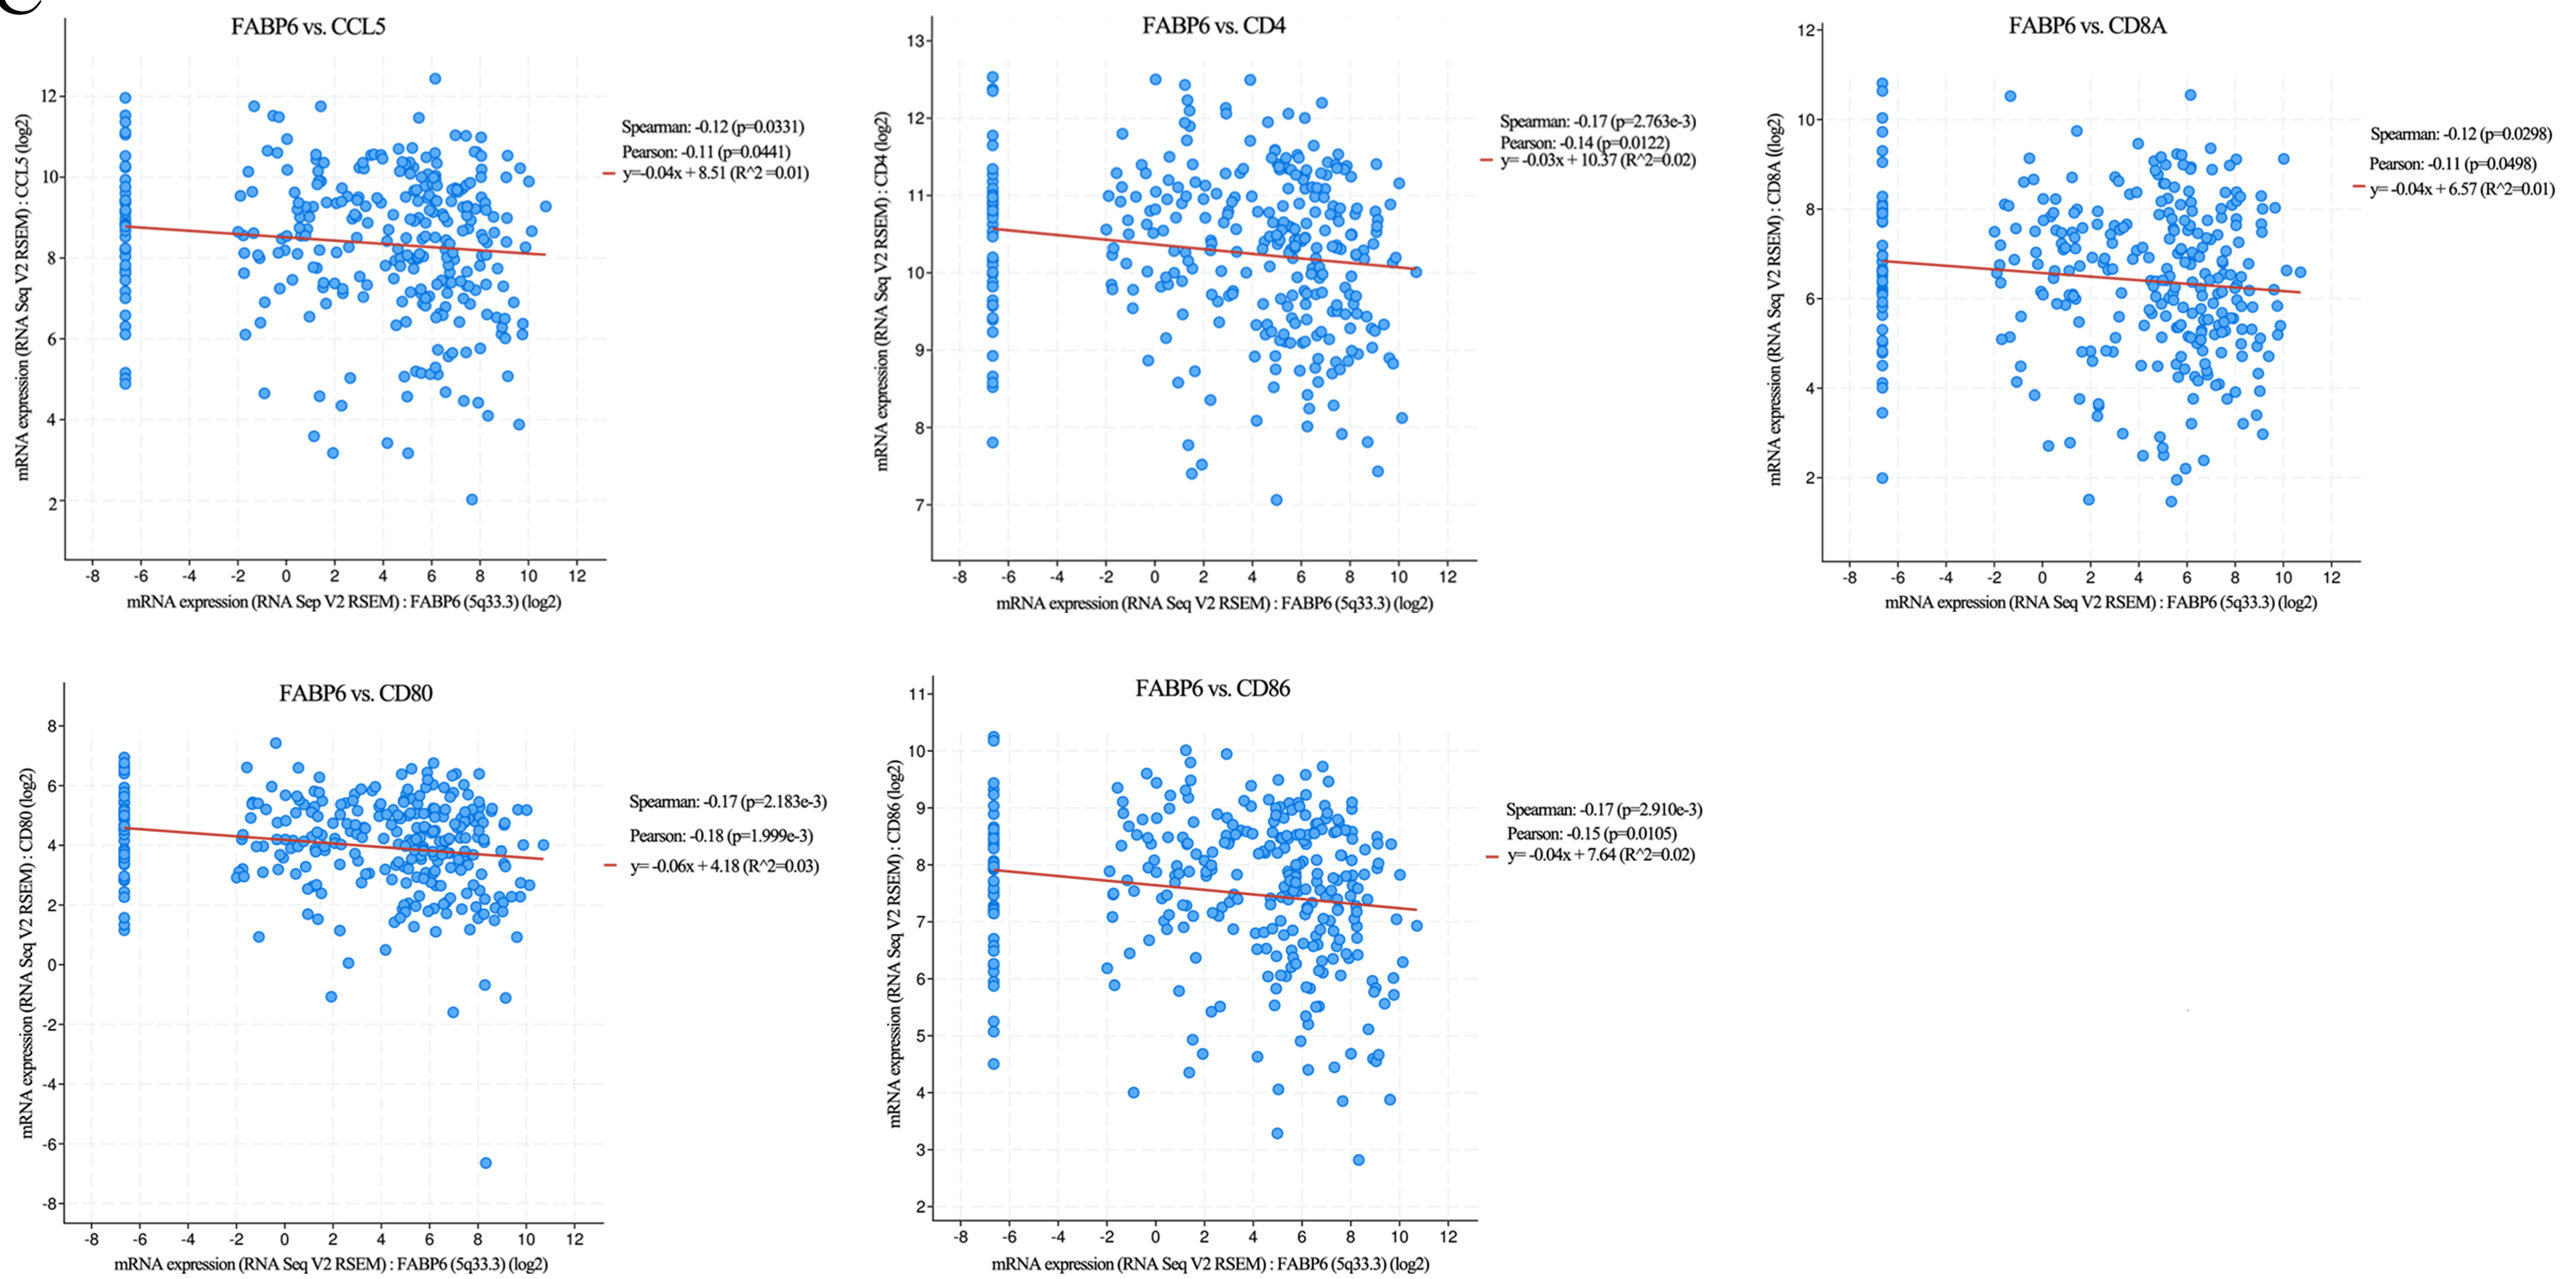 C
FABP6 vs. CCL5
mRNA expression (RNA Seq V2 RSEM) : CCL5 (log2)
12
10
8
6
4
2
-8 -6 -4 -2 0 2 4 6 8 10 12
mRNA expression (RNA Sep V2 RSEM) : FABP6 (5q33.3) (log2)
Spearman: -0.12 (p=0.0331)
Pearson: -0.11 (p=0.0441)
y=-0.04x + 8.51 (R^2 =0.01)
FABP6 vs. CD4
mRNA expression (RNA Seq V2 RSEM) : CD4 (log2)
13
12
11
10
9
8
7
-8 -6 -4 -2 0 2 4 6 8 10 12
mRNA expression (RNA Seq V2 RSEM) : FABP6 (5q33.3) (log2)
Spearman: -0.17 (p=2.763e-3)
Pearson: -0.14 (p=0.0122)
y= -0.03x + 10.37 (R^2=0.02)
FABP6 vs. CD8A
mRNA expression (RNA Seq V2 RSEM) : CD8A ((log2)
12
10
8
6
4
2
-8 -6 -4 -2 0 2 4 6 8 10 12
mRNA expression (RNA Seq V2 RSEM) : FABP6 (5q33.3) (log2)
Spearman: -0.12 (p=0.0298)
Pearson: -0.11 (p=0.0498)
y= -0.04x + 6.57 (R^2=0.01)
FABP6 vs. CD80
mRNA expression (RNA Seq V2 RSEM) : CD80 (log2)
8
6
4
2
0
-2
-4
-6
-8
-8 -6 -4 -2 0 2 4 6 8 10 12
mRNA expression (RNA Seq V2 RSEM) : FABP6 (5q33.3) (log2)
Spearman: -0.17 (p=2.183e-3)
Pearson: -0.18 (p=1.999e-3)
y= -0.06x + 4.18 (R^2=0.03)
FABP6 vs. CD86
mRNA expression (RNA Seq V2 RSEM) : CD86 (log2)
11
10
9
8
7
6
5
4
3
2
-8 -6 -4 -2 0 2 4 6 8 10 12
mRNA expression (RNA Seq V2 RSEM) : FABP6 (5q33.3) (log2)
Spearman: -0.17 (p=2.910e-3)
Pearson: -0.15 (p=0.0105)
y= -0.04x + 7.64 (R^2=0.02)